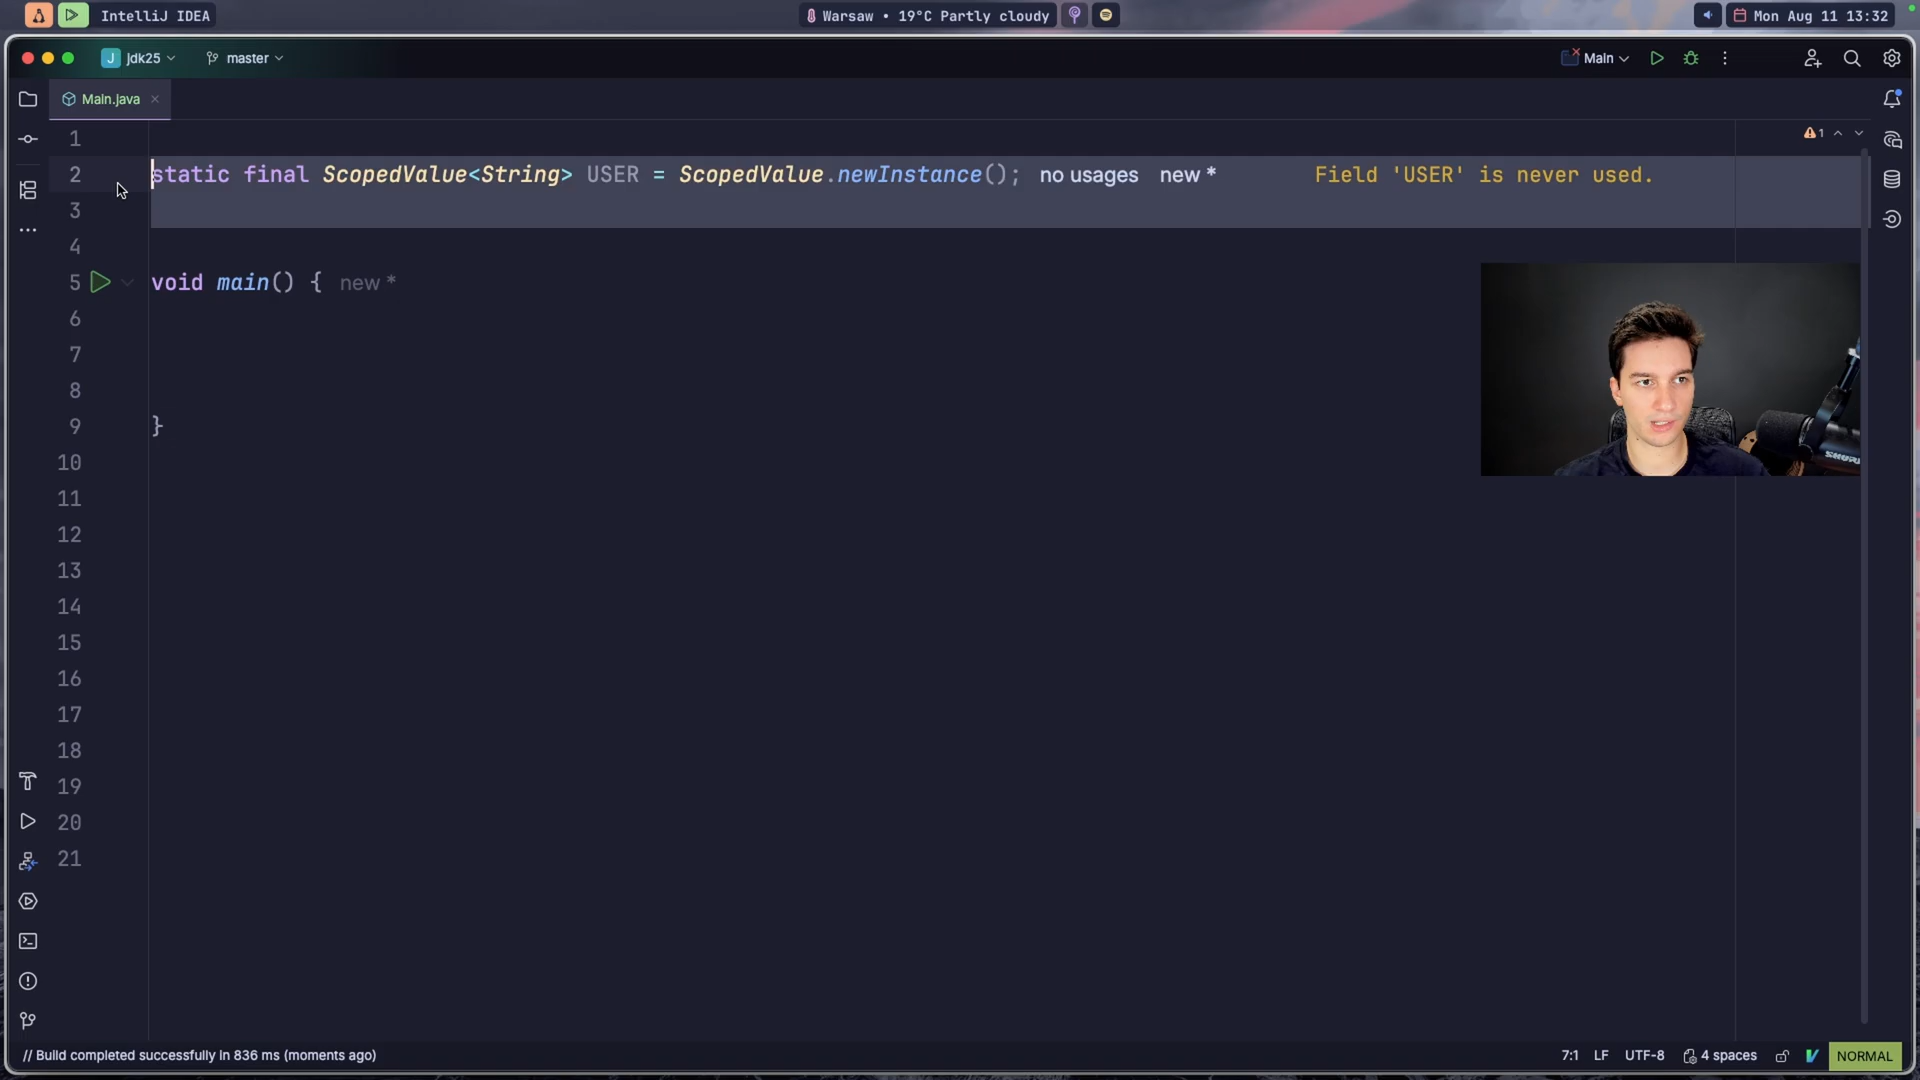 IntelliJ IDEA
Warsaw • 19°C Partly cloudy
Mon Aug 11 13:32
J jdk25
master
Main
Main.java
1
1
2 static final ScopedValue<String> USER = ScopedValue.newInstance(); no usages new * Field 'USER' is never used.
3
4
5 void main() { new *
6
7
8
9 }
10
11
12
13
14
15
16
17
18
19
20
21
SHURE
// Build completed successfully in 836 ms (moments ago)
7:1 LF UTF-8 4 spaces NORMAL